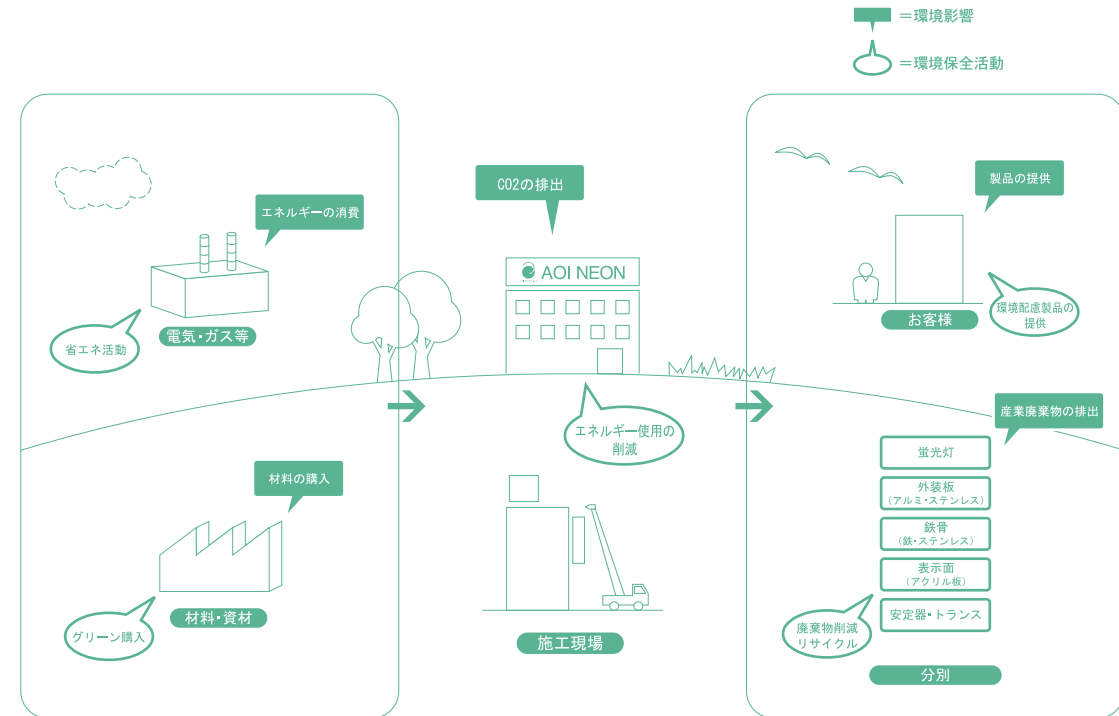 ＝環境影響
＝環境保全活動
エネルギーの消費
電気・ガス等
省エネ活動
材料の購入
材料・資材
グリーン購入
CO2の排出
AOI NEON
エネルギー使用の
削減
施工現場
製品の提供
お客様
環境配慮製品の
提供
産業廃棄物の排出
蛍光灯
外装板
（アルミ・ステンレス）
鉄骨
（鉄・ステンレス）
表示面
（アクリル板）
安定器・トランス
廃棄物削減
リサイクル
分別